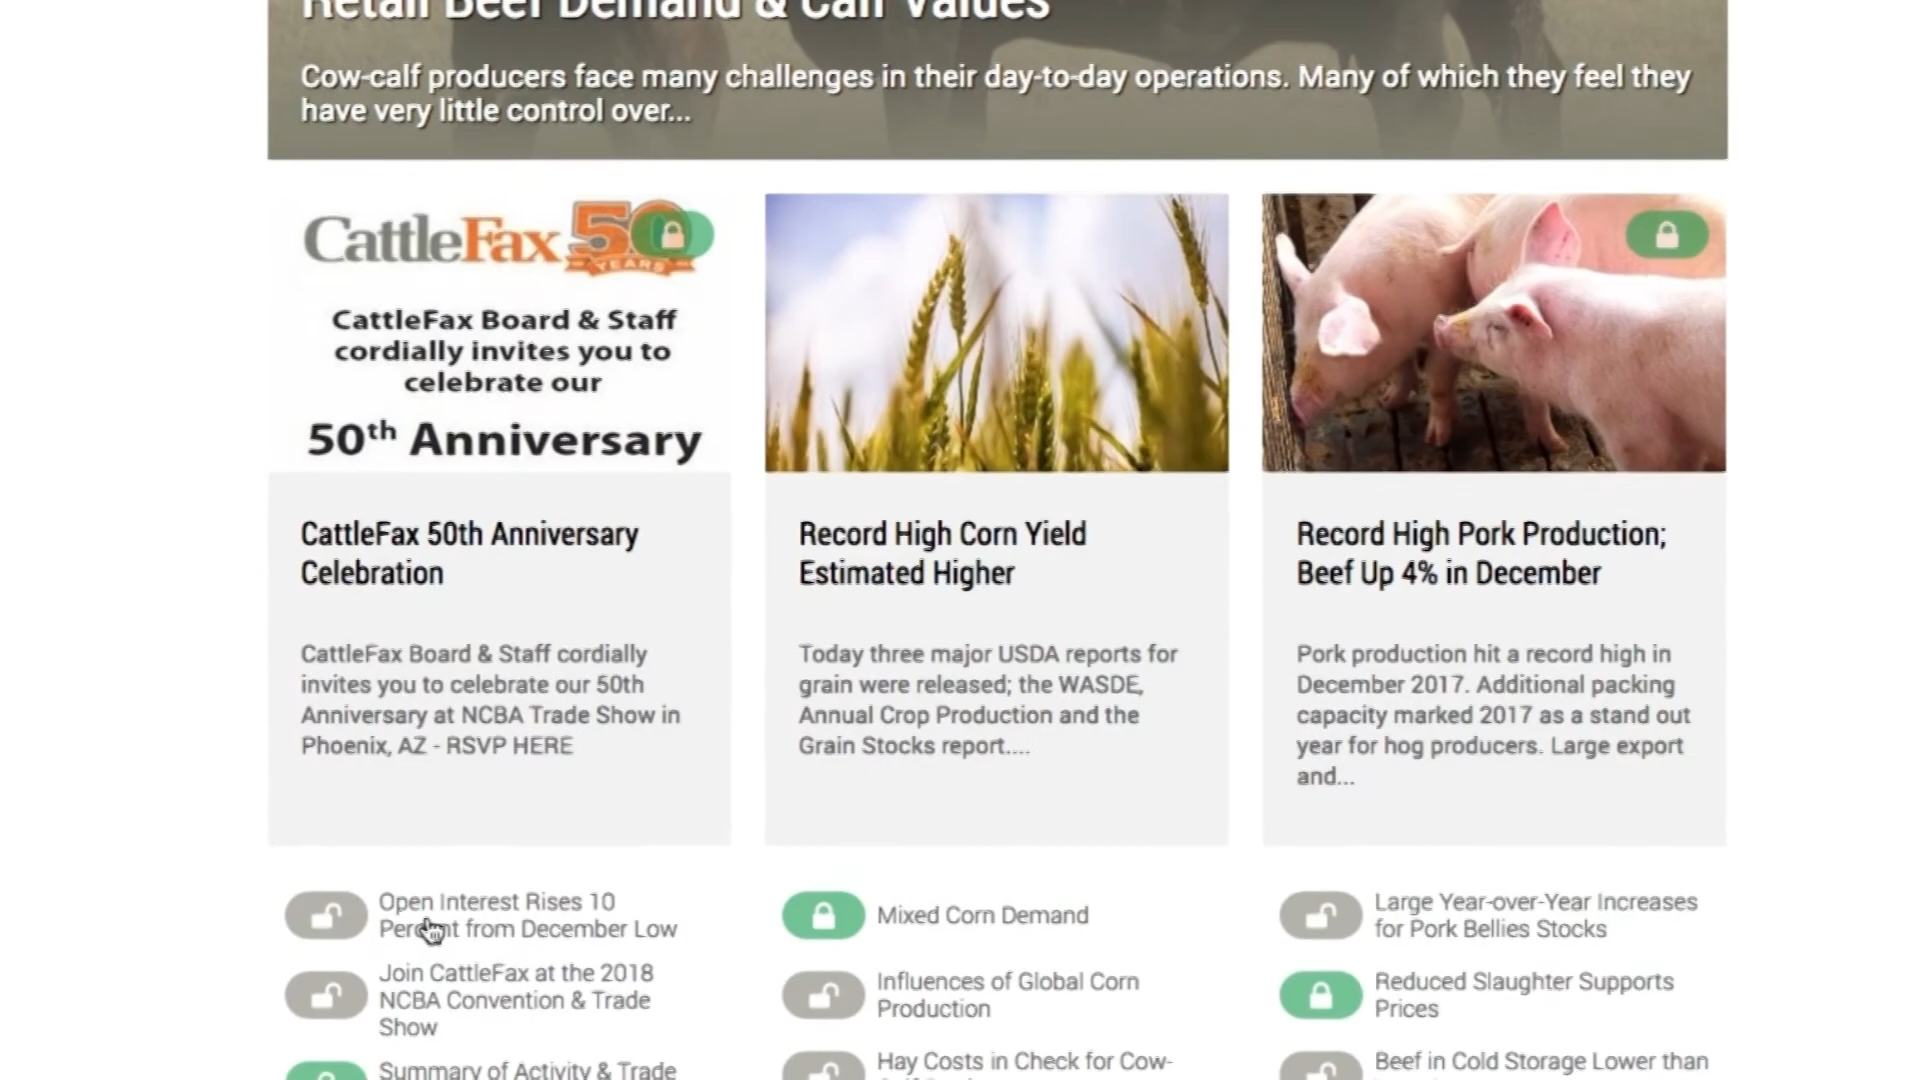 Retail Beef Demand & Calf Values
Cow-calf producers face many challenges in their day-to-day operations. Many of which they feel they
have very little control over...
CattleFax 50
YEARS
CattleFax Board & Staff
cordially invites you to
celebrate our
50th Anniversary
CattleFax 50th Anniversary
Celebration
CattleFax Board & Staff cordially
invites you to celebrate our 50th
Anniversary at NCBA Trade Show in
Phoenix, AZ - RSVP HERE
Record High Corn Yield
Estimated Higher
Today three major USDA reports for
grain were released; the WASDE,
Annual Crop Production and the
Grain Stocks report....
Record High Pork Production;
Beef Up 4% in December
Pork production hit a record high in
December 2017. Additional packing
capacity marked 2017 as a stand out
year for hog producers. Large export
and...
Open Interest Rises 10
Percent from December Low
Join CattleFax at the 2018
NCBA Convention & Trade
Show
Summary of Activity & Trade
Mixed Corn Demand
Influences of Global Corn
Production
Hay Costs in Check for Cow-
Large Year-over-Year Increases
for Pork Bellies Stocks
Reduced Slaughter Supports
Prices
Beef in Cold Storage Lower than